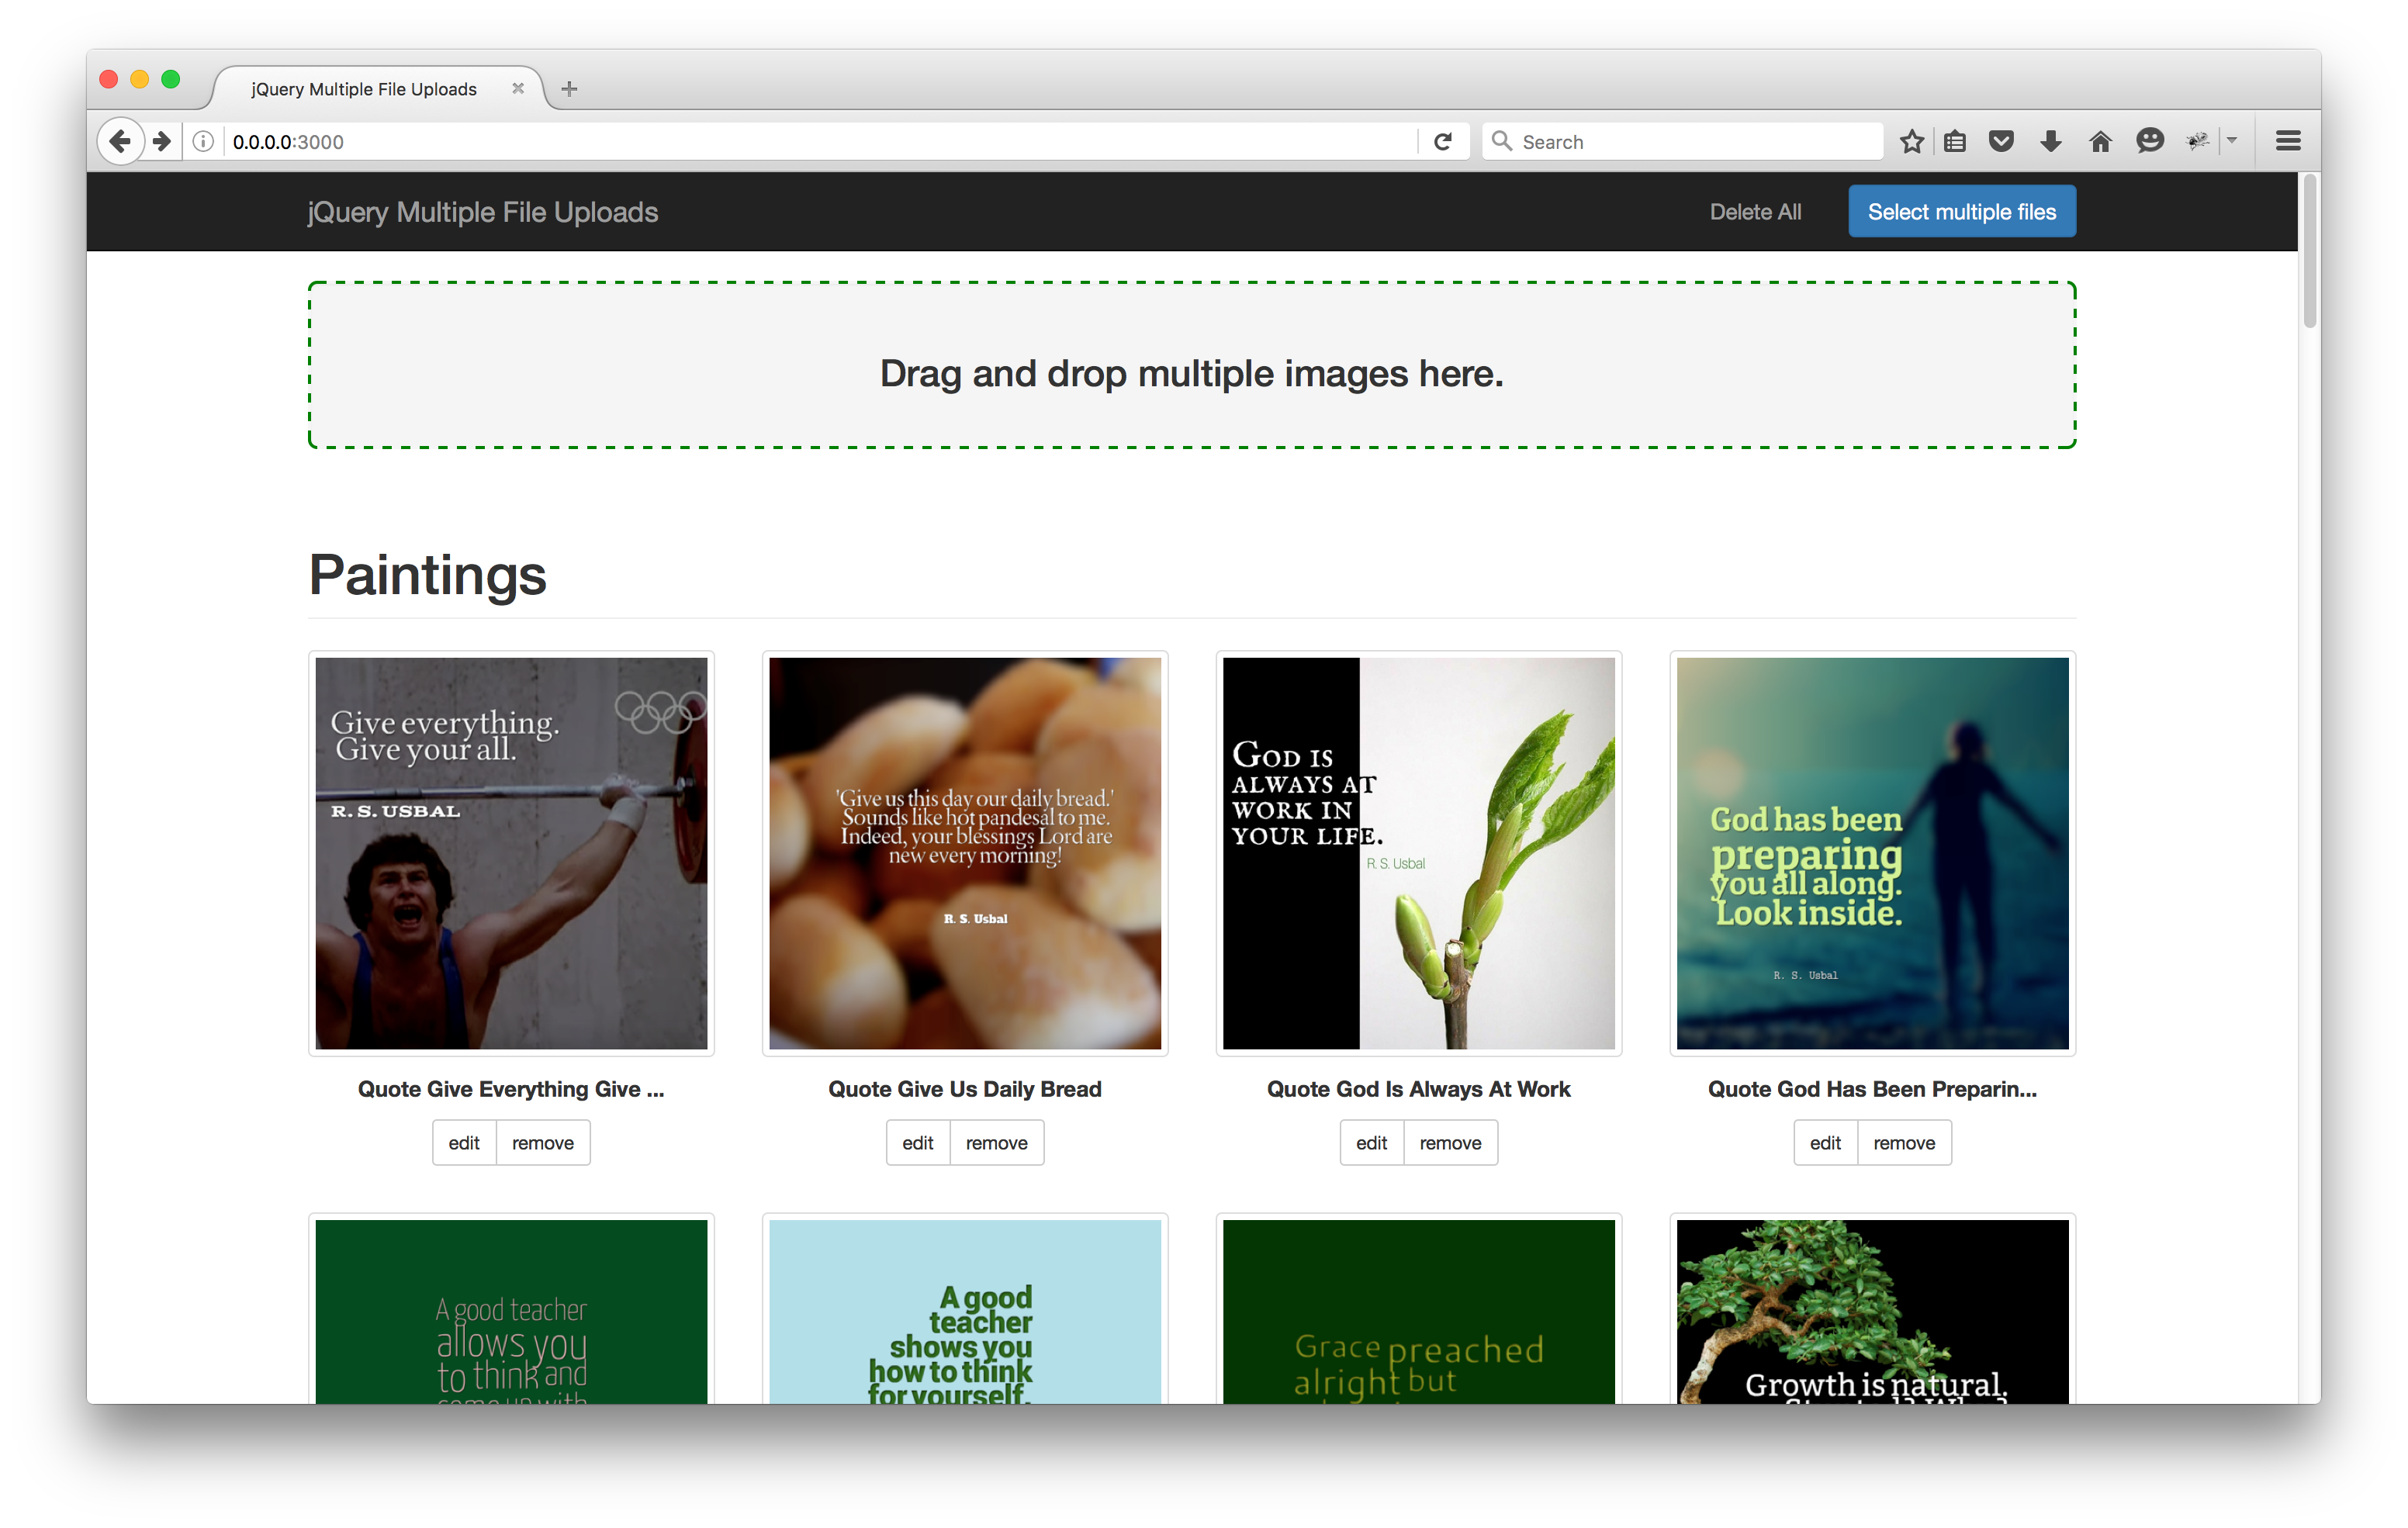 jQuery Multiple File Uploads
0.0.0.0:3000
Search
jQuery Multiple File Uploads
Delete All
Select multiple files
Drag and drop multiple images here.
Paintings
Give everything.
Give your all.
R. S. USBAL
'Give us this day our daily bread.'
Sounds like hot pandesal to me.
Indeed, your blessings Lord are
new every morning!
R. S. Usbal
God is
always at
work in
your life.
R. S. Usbal
God has been
preparing
you all along.
Look inside.
R. S. Usbal
Quote Give Everything Give ...
Quote Give Us Daily Bread
Quote God Is Always At Work
Quote God Has Been Preparin...
edit
remove
edit
remove
edit
remove
edit
remove
A good teacher
allows you
to think and
come up with
A good
teacher
shows you
how to think
for yourself.
Grace preached
alright but
Growth is natural.